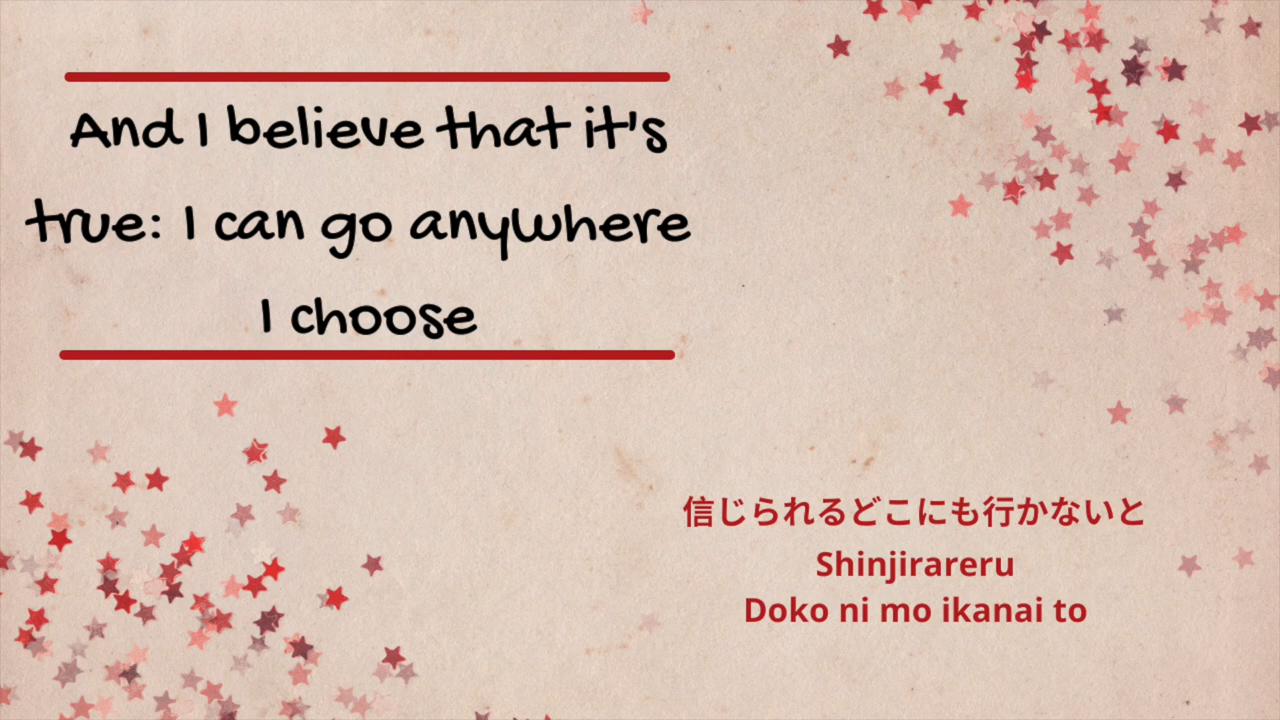 And I believe that it's
true: I can go anywhere
I choose
信じられるどこにも行かないと
Shinjirareru
Doko ni mo ikanai to